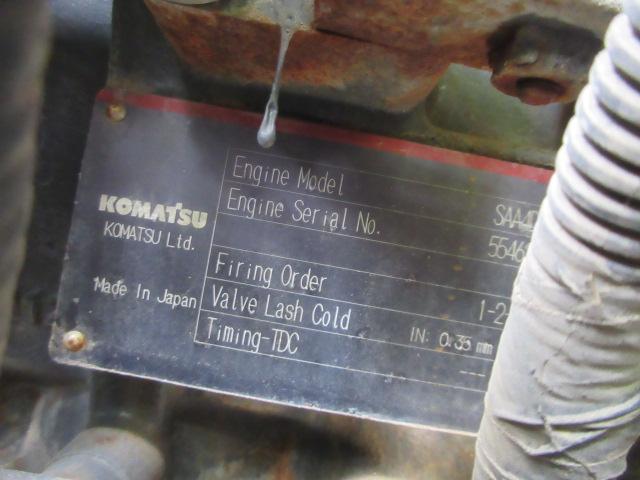 Engine Model SAA4D
Engine Serial No. 5546
KOMATSU
KOMATSU Ltd.
Firing Order 1-2
Made In Japan
Valve Lash Cold IN: 0.35 mm
Timing-TDC ---